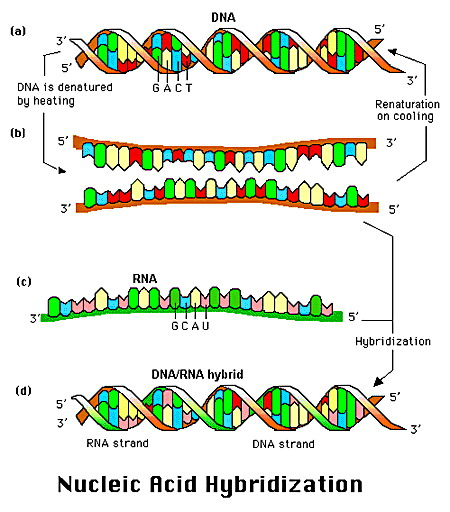 DNA
(a)
3′
5′
5′
3′
G A C T
DNA is denatured
by heating
Renaturation
on cooling
(b)
5′
3′
3′
5′
(c)
RNA
3′
5′
G C A U
Hybridization
(d)
DNA/RNA hybrid
5′
3′
5′
3′
RNA strand
DNA strand
Nucleic Acid Hybridization